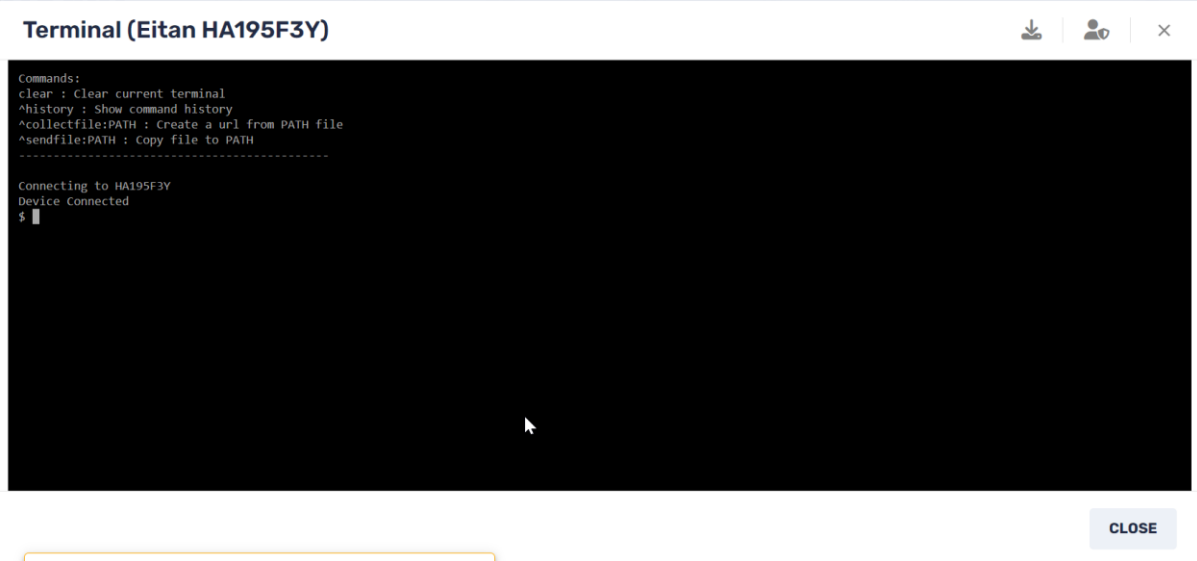 Terminal (Eitan HA195F3Y)
Commands:
clear : Clear current terminal
^history : Show command history
^collectfile:PATH : Create a url from PATH file
^sendfile:PATH : Copy file to PATH
---------------------------------------------
Connecting to HA195F3Y
Device Connected
$
CLOSE